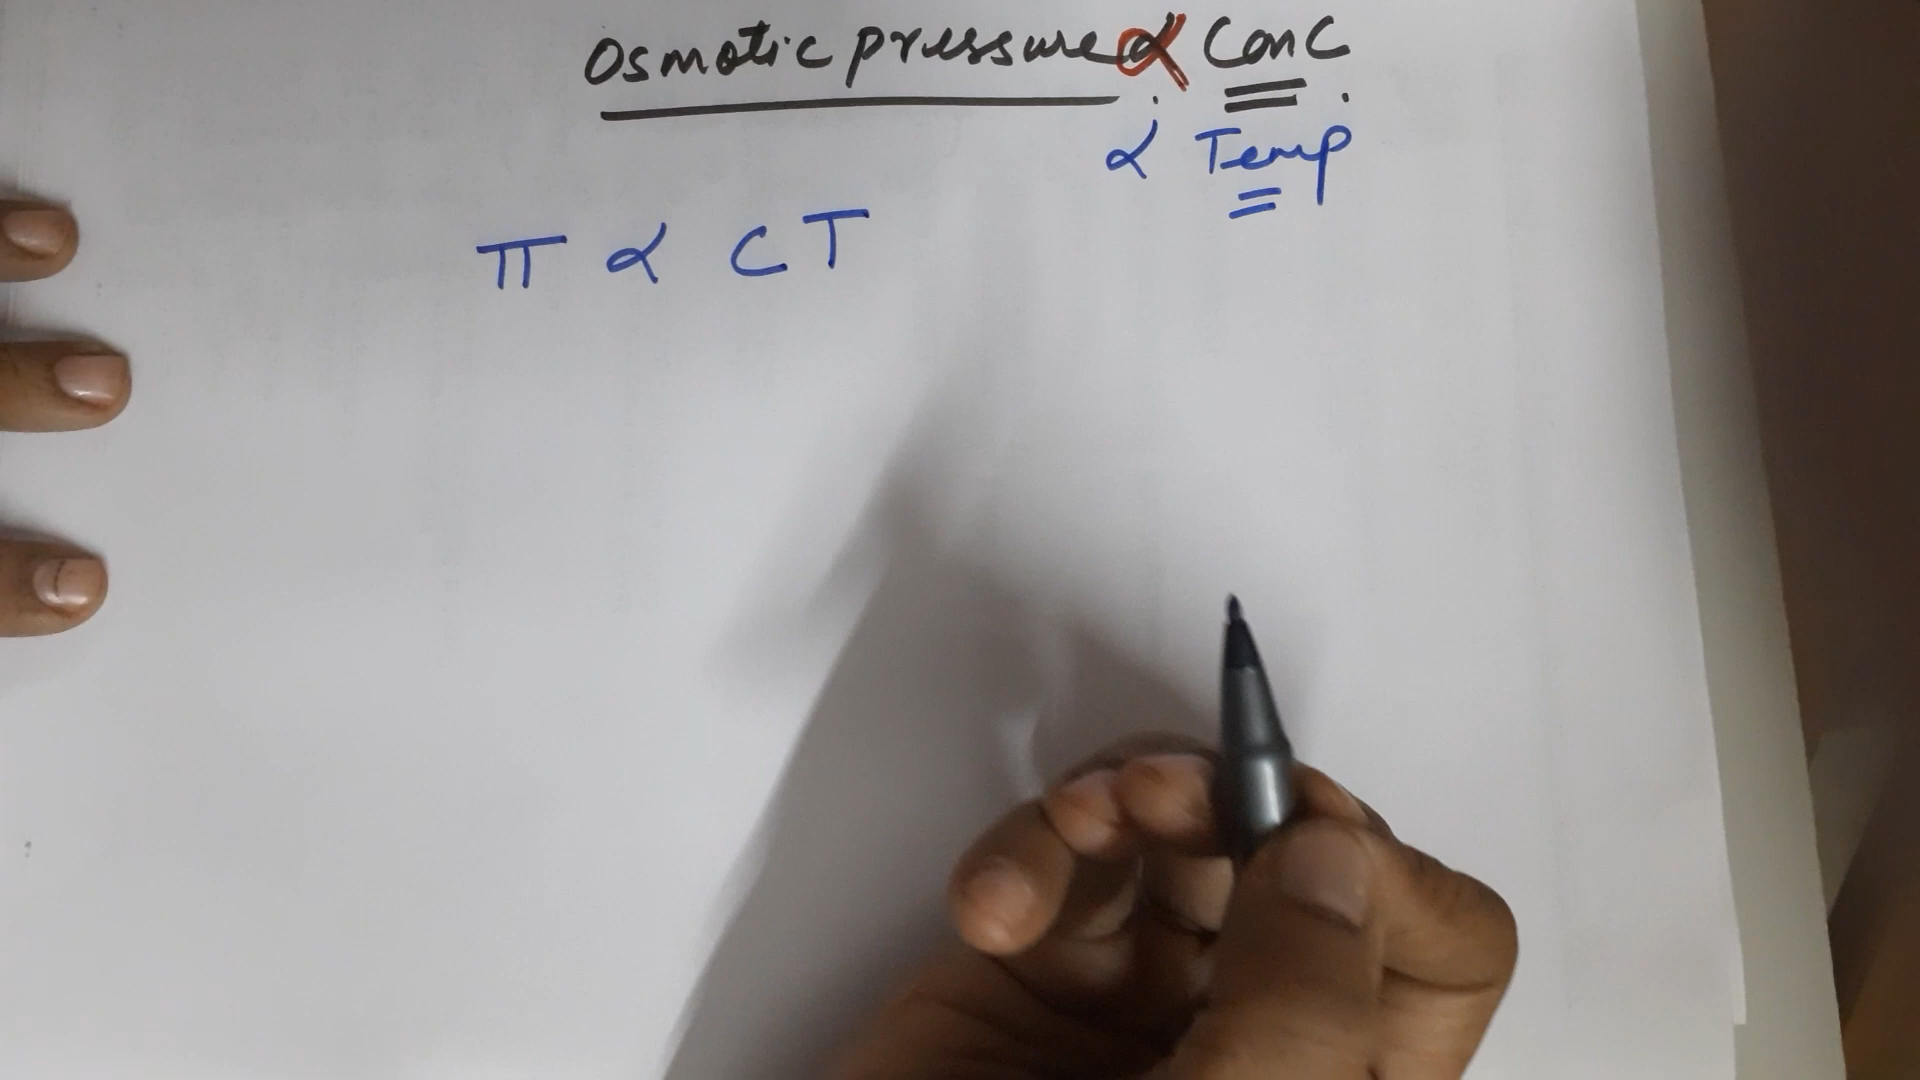 Osmotic pressure ∝ Conc.
∝ Temp
π ∝ CT